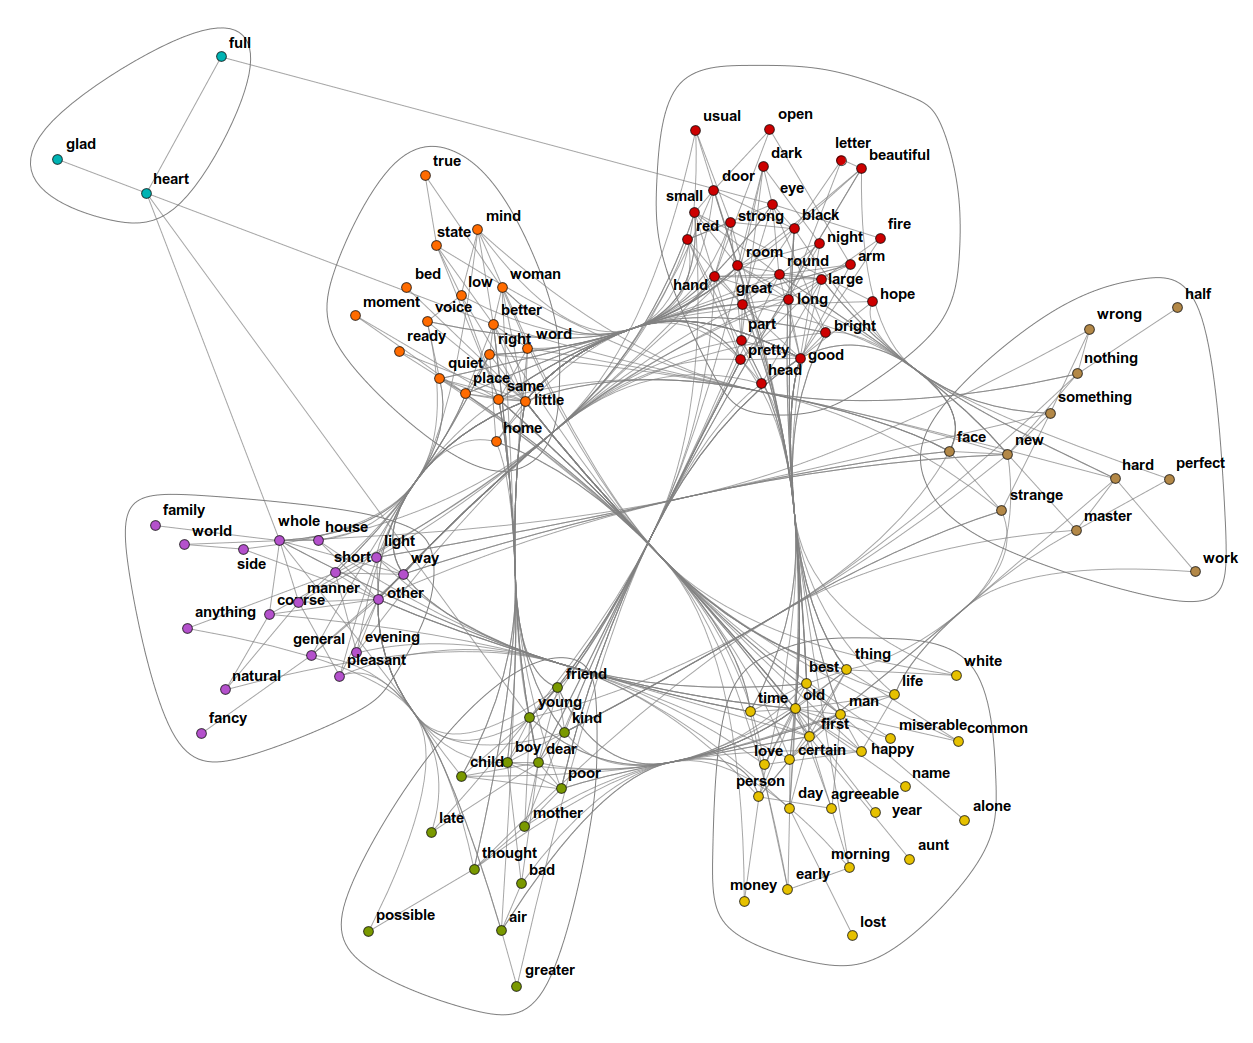 full
glad
heart
true
mind
state
bed
low
woman
moment
voice
better
ready
right
word
quiet
place
same
little
home
usual
open
dark
letter
beautiful
door
small
eye
strong
black
red
night
fire
room
round
arm
hand
great
large
long
hope
part
bright
pretty
good
head
half
wrong
nothing
something
face
new
hard
perfect
strange
master
work
family
world
whole
house
side
short
light
way
manner
course
other
anything
general
evening
pleasant
natural
fancy
friend
young
kind
boy
dear
child
poor
late
mother
thought
bad
possible
air
greater
thing
best
white
life
time
old
man
first
miserable
common
love
certain
happy
person
name
day
agreeable
year
alone
aunt
morning
early
money
lost